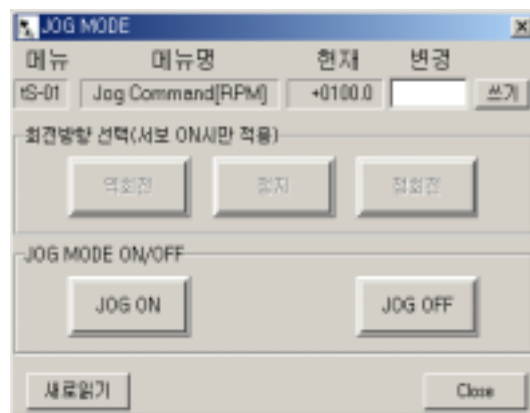 JOG MODE
메뉴 메뉴명 현재 변경
tS-01 Jog Command[RPM] +0100.0 쓰기
회전방향 선택(서보 ON시만 적용)
역회전 정지 정회전
JOG MODE ON/OFF
JOG ON JOG OFF
새로읽기 Close